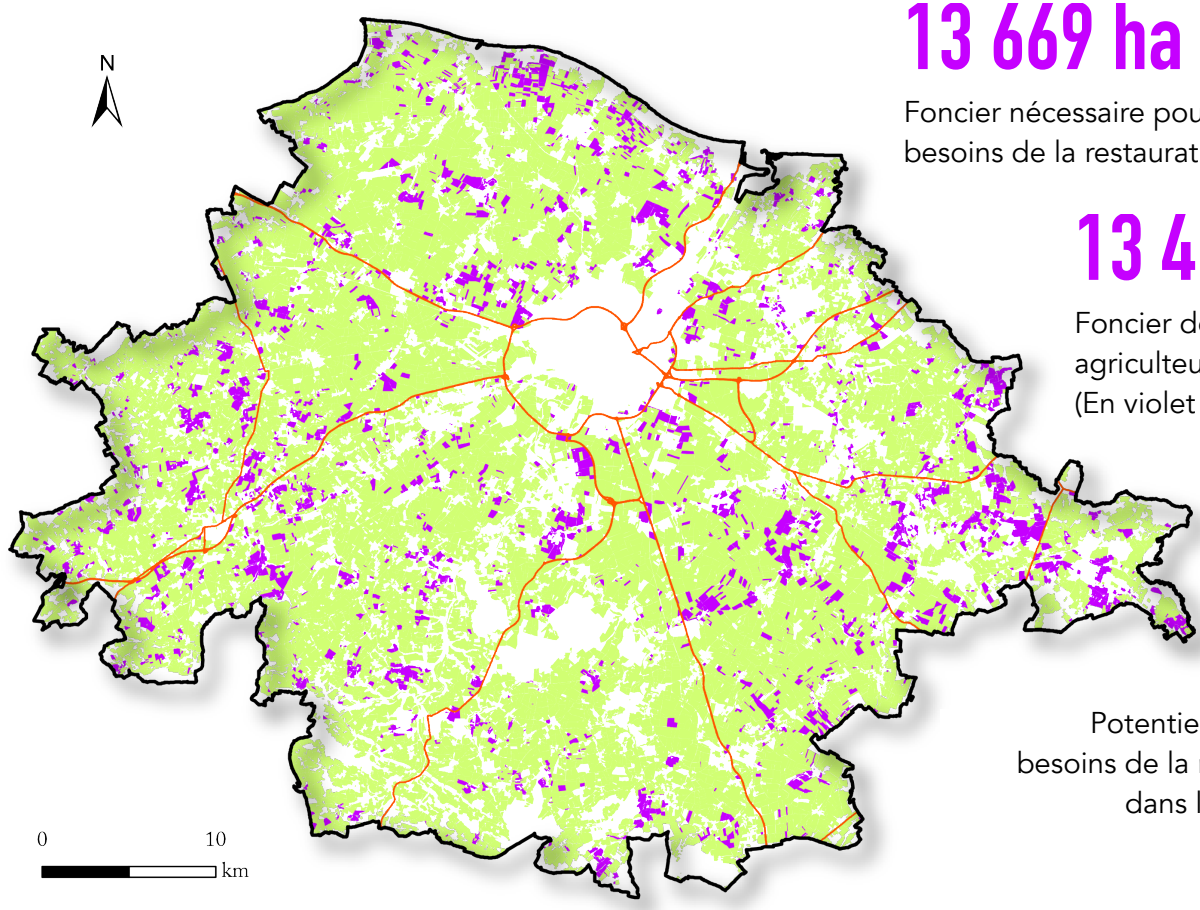 N
13 669 ha
Foncier nécessaire pou
besoins de la restaurat
13 4
Foncier de
agriculteu
(En violet
Potentie
besoins de la
dans l
0 10
km